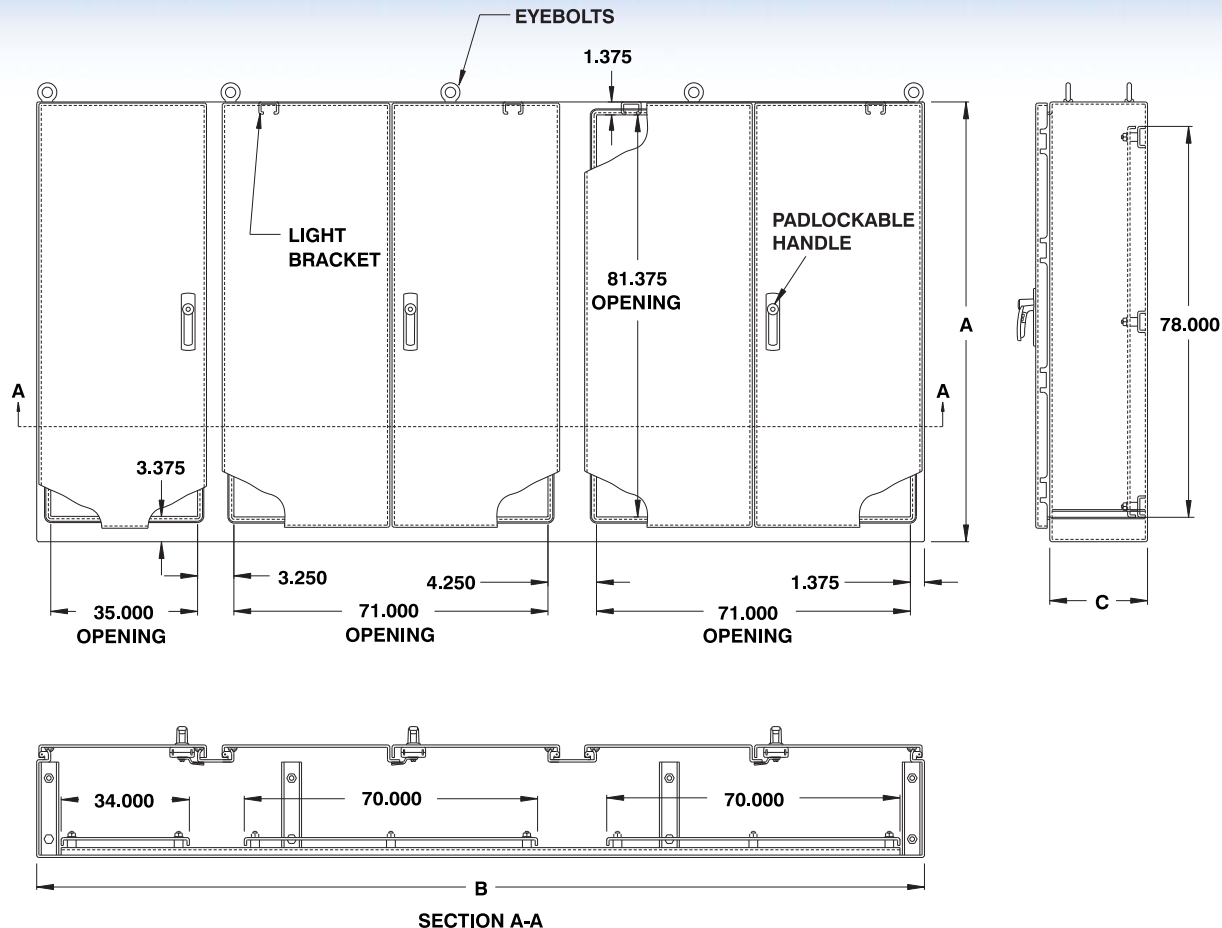 EYEBOLTS
1.375
LIGHT
BRACKET
PADLOCKABLE
HANDLE
81.375
OPENING
A
78.000
A
A
3.375
3.250
4.250
1.375
35.000
OPENING
71.000
OPENING
71.000
OPENING
C
34.000
70.000
70.000
B
SECTION A-A